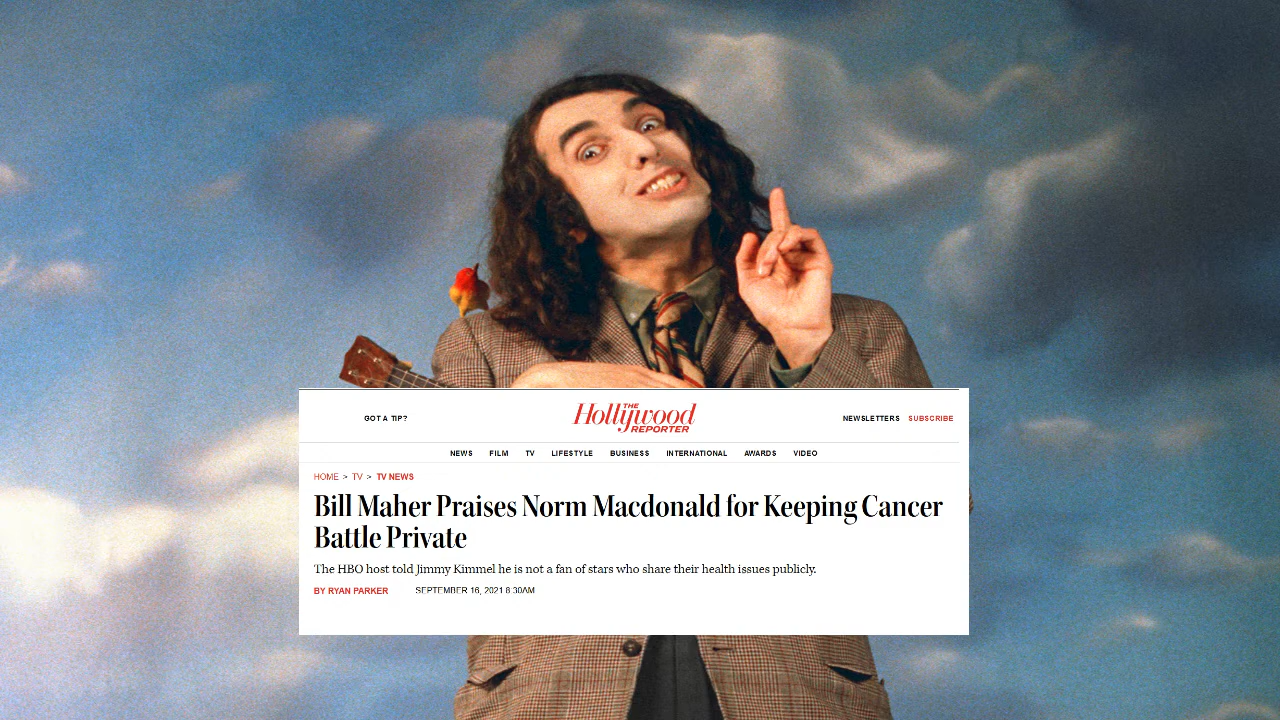 GOT A TIP?
THE
Hollywood
REPORTER
NEWSLETTERS SUBSCRIBE
NEWS FILM TV LIFESTYLE BUSINESS INTERNATIONAL AWARDS VIDEO
HOME > TV > TV NEWS
Bill Maher Praises Norm Macdonald for Keeping Cancer
Battle Private
The HBO host told Jimmy Kimmel he is not a fan of stars who share their health issues publicly.
BY RYAN PARKER SEPTEMBER 16, 2021 8:30AM